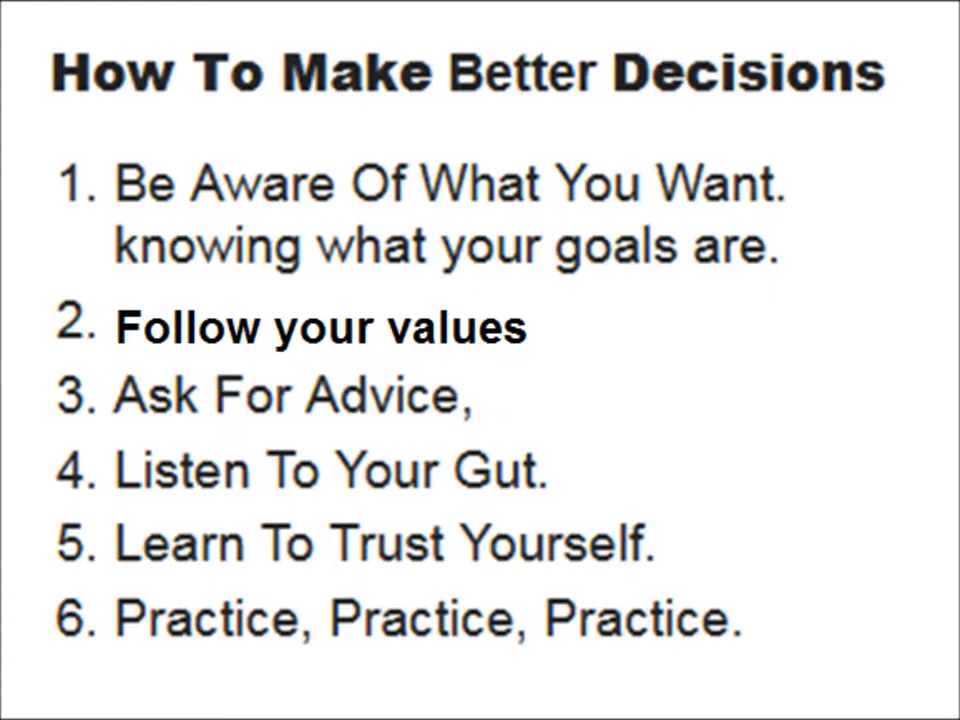 How To Make Better Decisions
1. Be Aware Of What You Want.
knowing what your goals are.
2. Follow your values
3. Ask For Advice,
4. Listen To Your Gut.
5. Learn To Trust Yourself.
6. Practice, Practice, Practice.